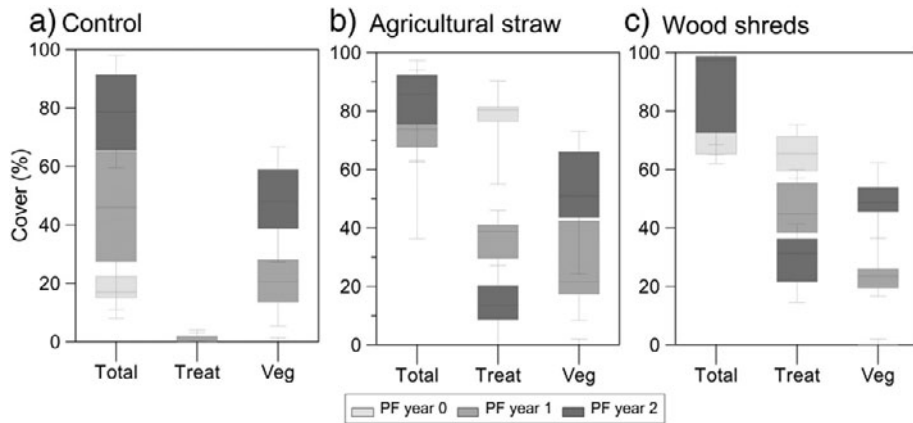 a) Control
b) Agricultural straw
c) Wood shreds
Cover (%)
100
80
60
40
20
0
Total Treat Veg
100
80
60
40
20
0
Total Treat Veg
100
80
60
40
20
0
Total Treat Veg
PF year 0 PF year 1 PF year 2